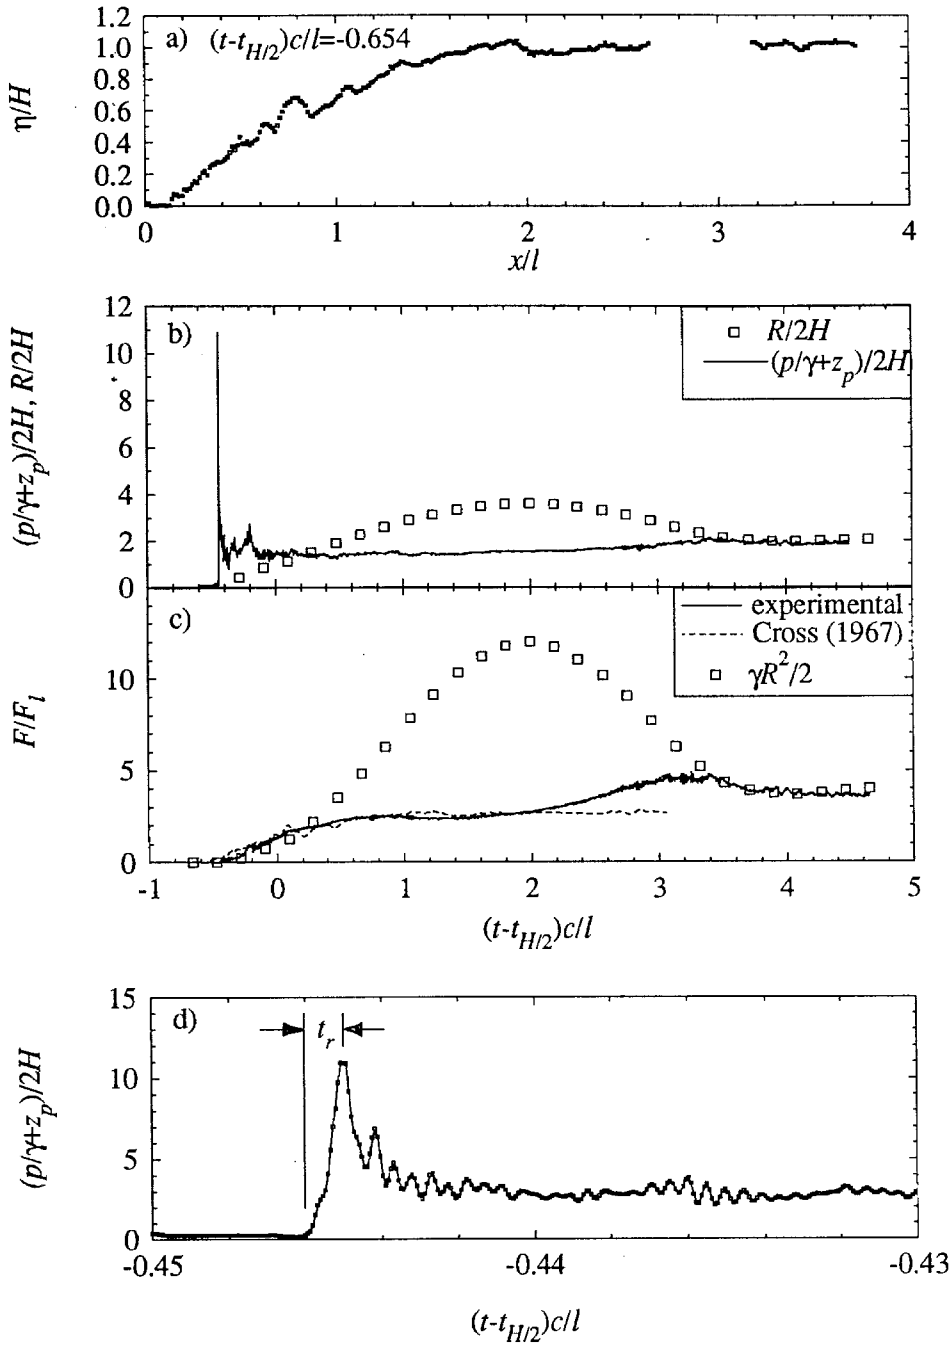 a) (t-t_{H/2})c/l=-0.654
η/H
1.2
1.0
0.8
0.6
0.4
0.2
0.0
0 1 2 3 4
x/l
b)
(p/γ+z_p)/2H, R/2H
12
10
8
6
4
2
0
R/2H
(p/γ+z_p)/2H
c)
F/F_l
10
5
0
experimental
Cross (1967)
γR²/2
-1 0 1 2 3 4 5
(t-t_{H/2})c/l
d)
t_r
(p/γ+z_p)/2H
15
10
5
0
-0.45 -0.44 -0.43
(t-t_{H/2})c/l